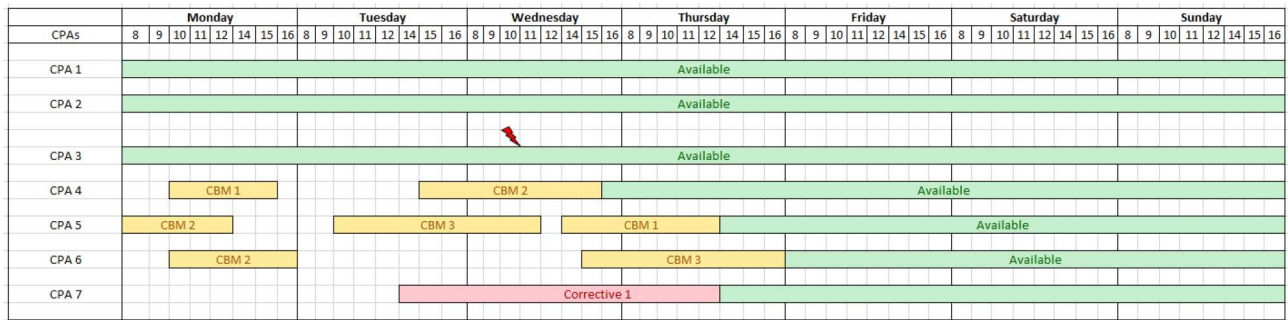 Monday Tuesday Wednesday Thursday Friday Saturday Sunday
CPAs 8 9 10 11 12 14 15 16 8 9 10 11 12 14 15 16 8 9 10 11 12 14 15 16 8 9 10 11 12 14 15 16 8 9 10 11 12 14 15 16 8 9 10 11 12 14 15 16 8 9 10 11 12 14 15 16
CPA 1 Available
CPA 2 Available
CPA 3 Available
CPA 4 CBM 1 CBM 2 Available
CPA 5 CBM 2 CBM 3 CBM 1 Available
CPA 6 CBM 2 CBM 3 Available
CPA 7 Corrective 1